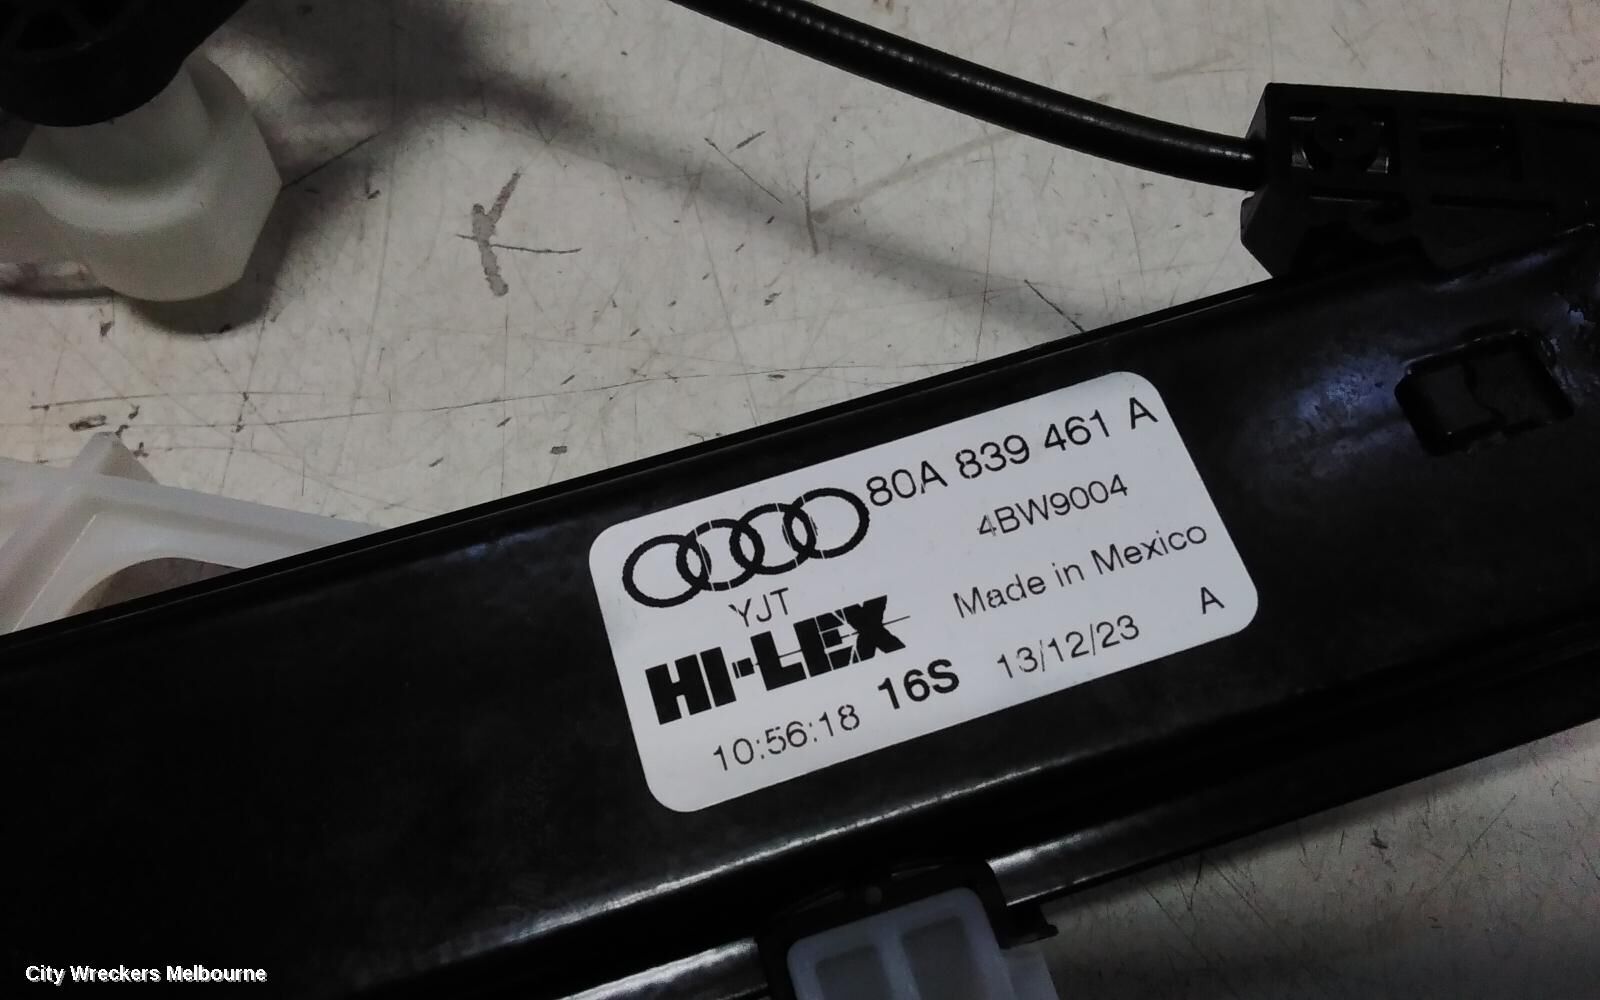 80A 839 461 A
4BW9004
YJT
Made in Mexico
HI-LEX
A
10:56:18 16S 13/12/23
City Wreckers Melbourne